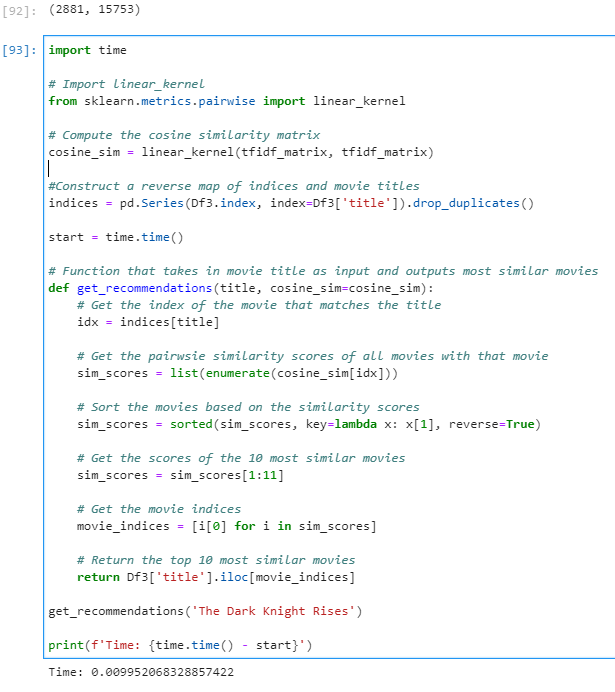 [92]: (2881, 15753)
[93]: import time
# Import linear_kernel
from sklearn.metrics.pairwise import linear_kernel
# Compute the cosine similarity matrix
cosine_sim = linear_kernel(tfidf_matrix, tfidf_matrix)
#Construct a reverse map of indices and movie titles
indices = pd.Series(Df3.index, index=Df3['title']).drop_duplicates()
start = time.time()
# Function that takes in movie title as input and outputs most similar movies
def get_recommendations(title, cosine_sim=cosine_sim):
    # Get the index of the movie that matches the title
    idx = indices[title]
    # Get the pairwsie similarity scores of all movies with that movie
    sim_scores = list(enumerate(cosine_sim[idx]))
    # Sort the movies based on the similarity scores
    sim_scores = sorted(sim_scores, key=lambda x: x[1], reverse=True)
    # Get the scores of the 10 most similar movies
    sim_scores = sim_scores[1:11]
    # Get the movie indices
    movie_indices = [i[0] for i in sim_scores]
    # Return the top 10 most similar movies
    return Df3['title'].iloc[movie_indices]
get_recommendations('The Dark Knight Rises')
print(f'Time: {time.time() - start}')
Time: 0.009952068328857422